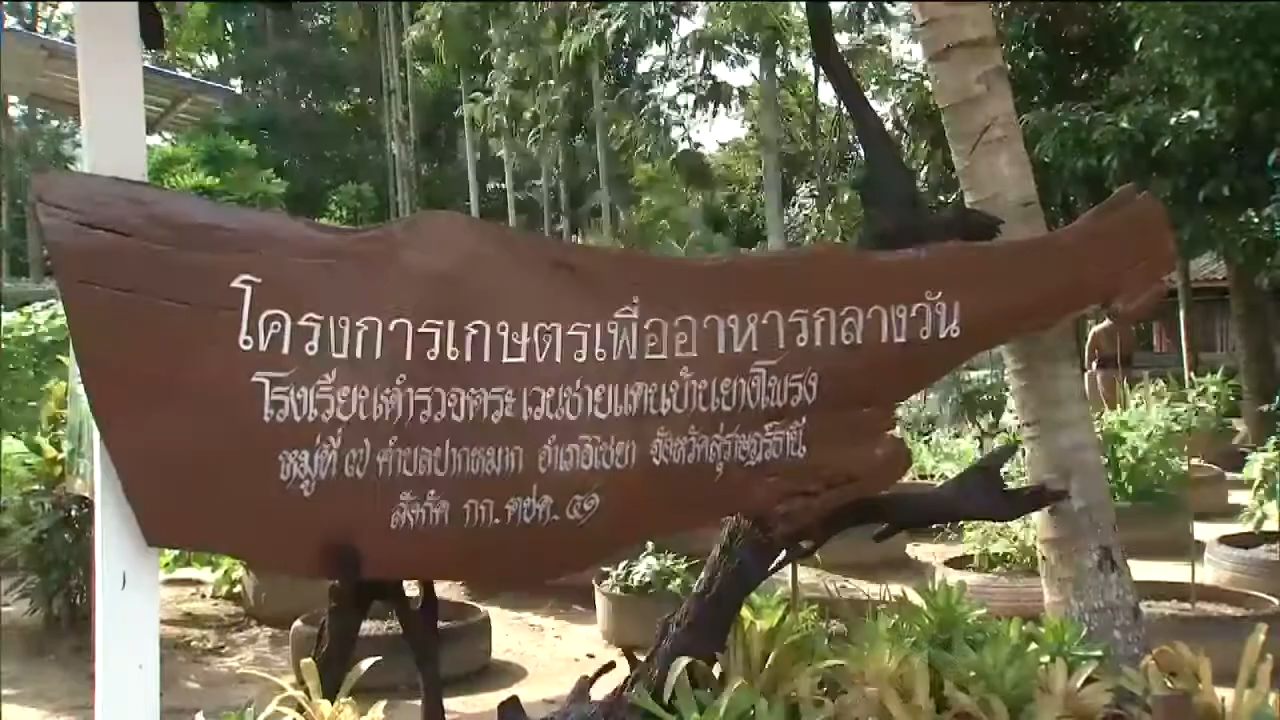 โครงการเกษตรเพื่ออาหารกลางวัน
โรงเรียนตำรวจตระเวนชายแดนบ้านยางโพรง
หมู่ที่ ๗ ตำบลปากหมาก อำเภอไชยา จังหวัดสุราษฎร์ธานี
สังกัด กก.ตชด. ๔๑